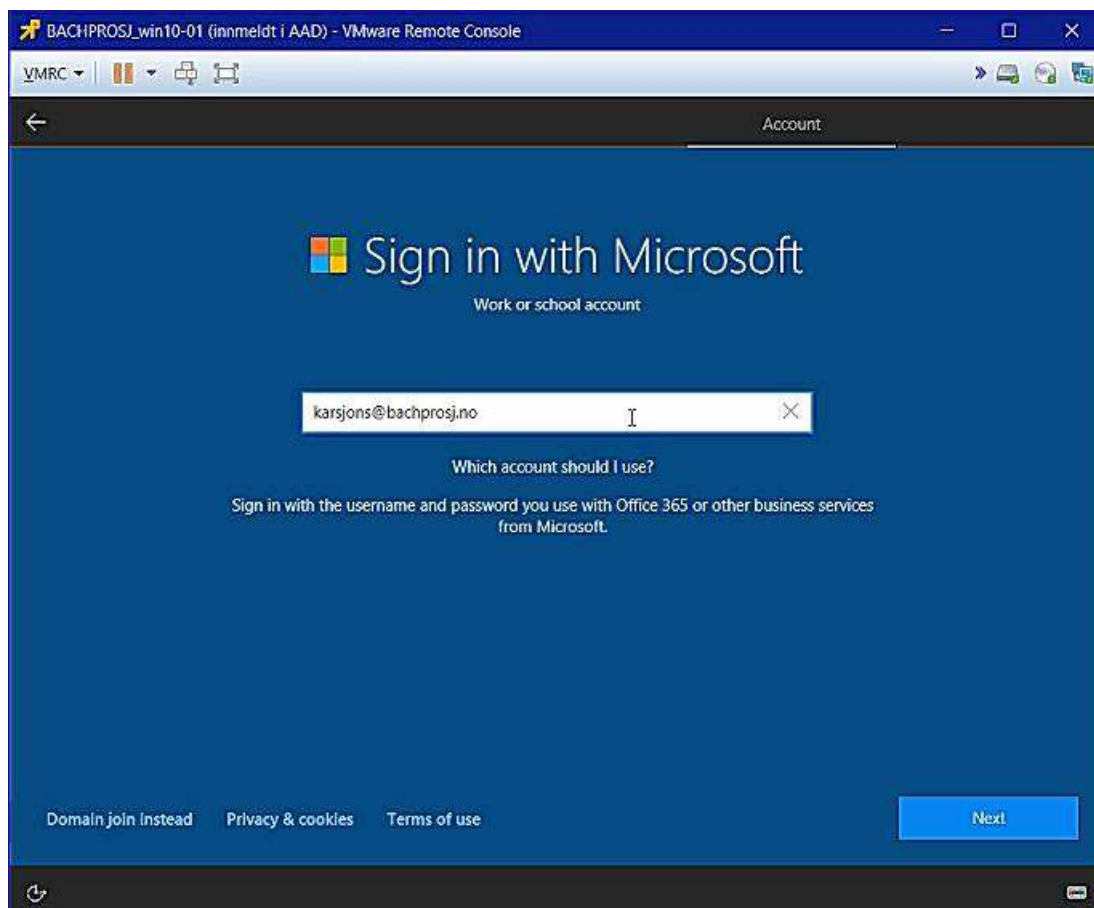 BACHPROSJ_win10-01 (innmeldt i AAD) - VMware Remote Console
VMRC
Account
Sign in with Microsoft
Work or school account
karsjons@bachprosj.no
Which account should I use?
Sign in with the username and password you use with Office 365 or other business services
from Microsoft.
Domain join instead Privacy & cookies Terms of use Next